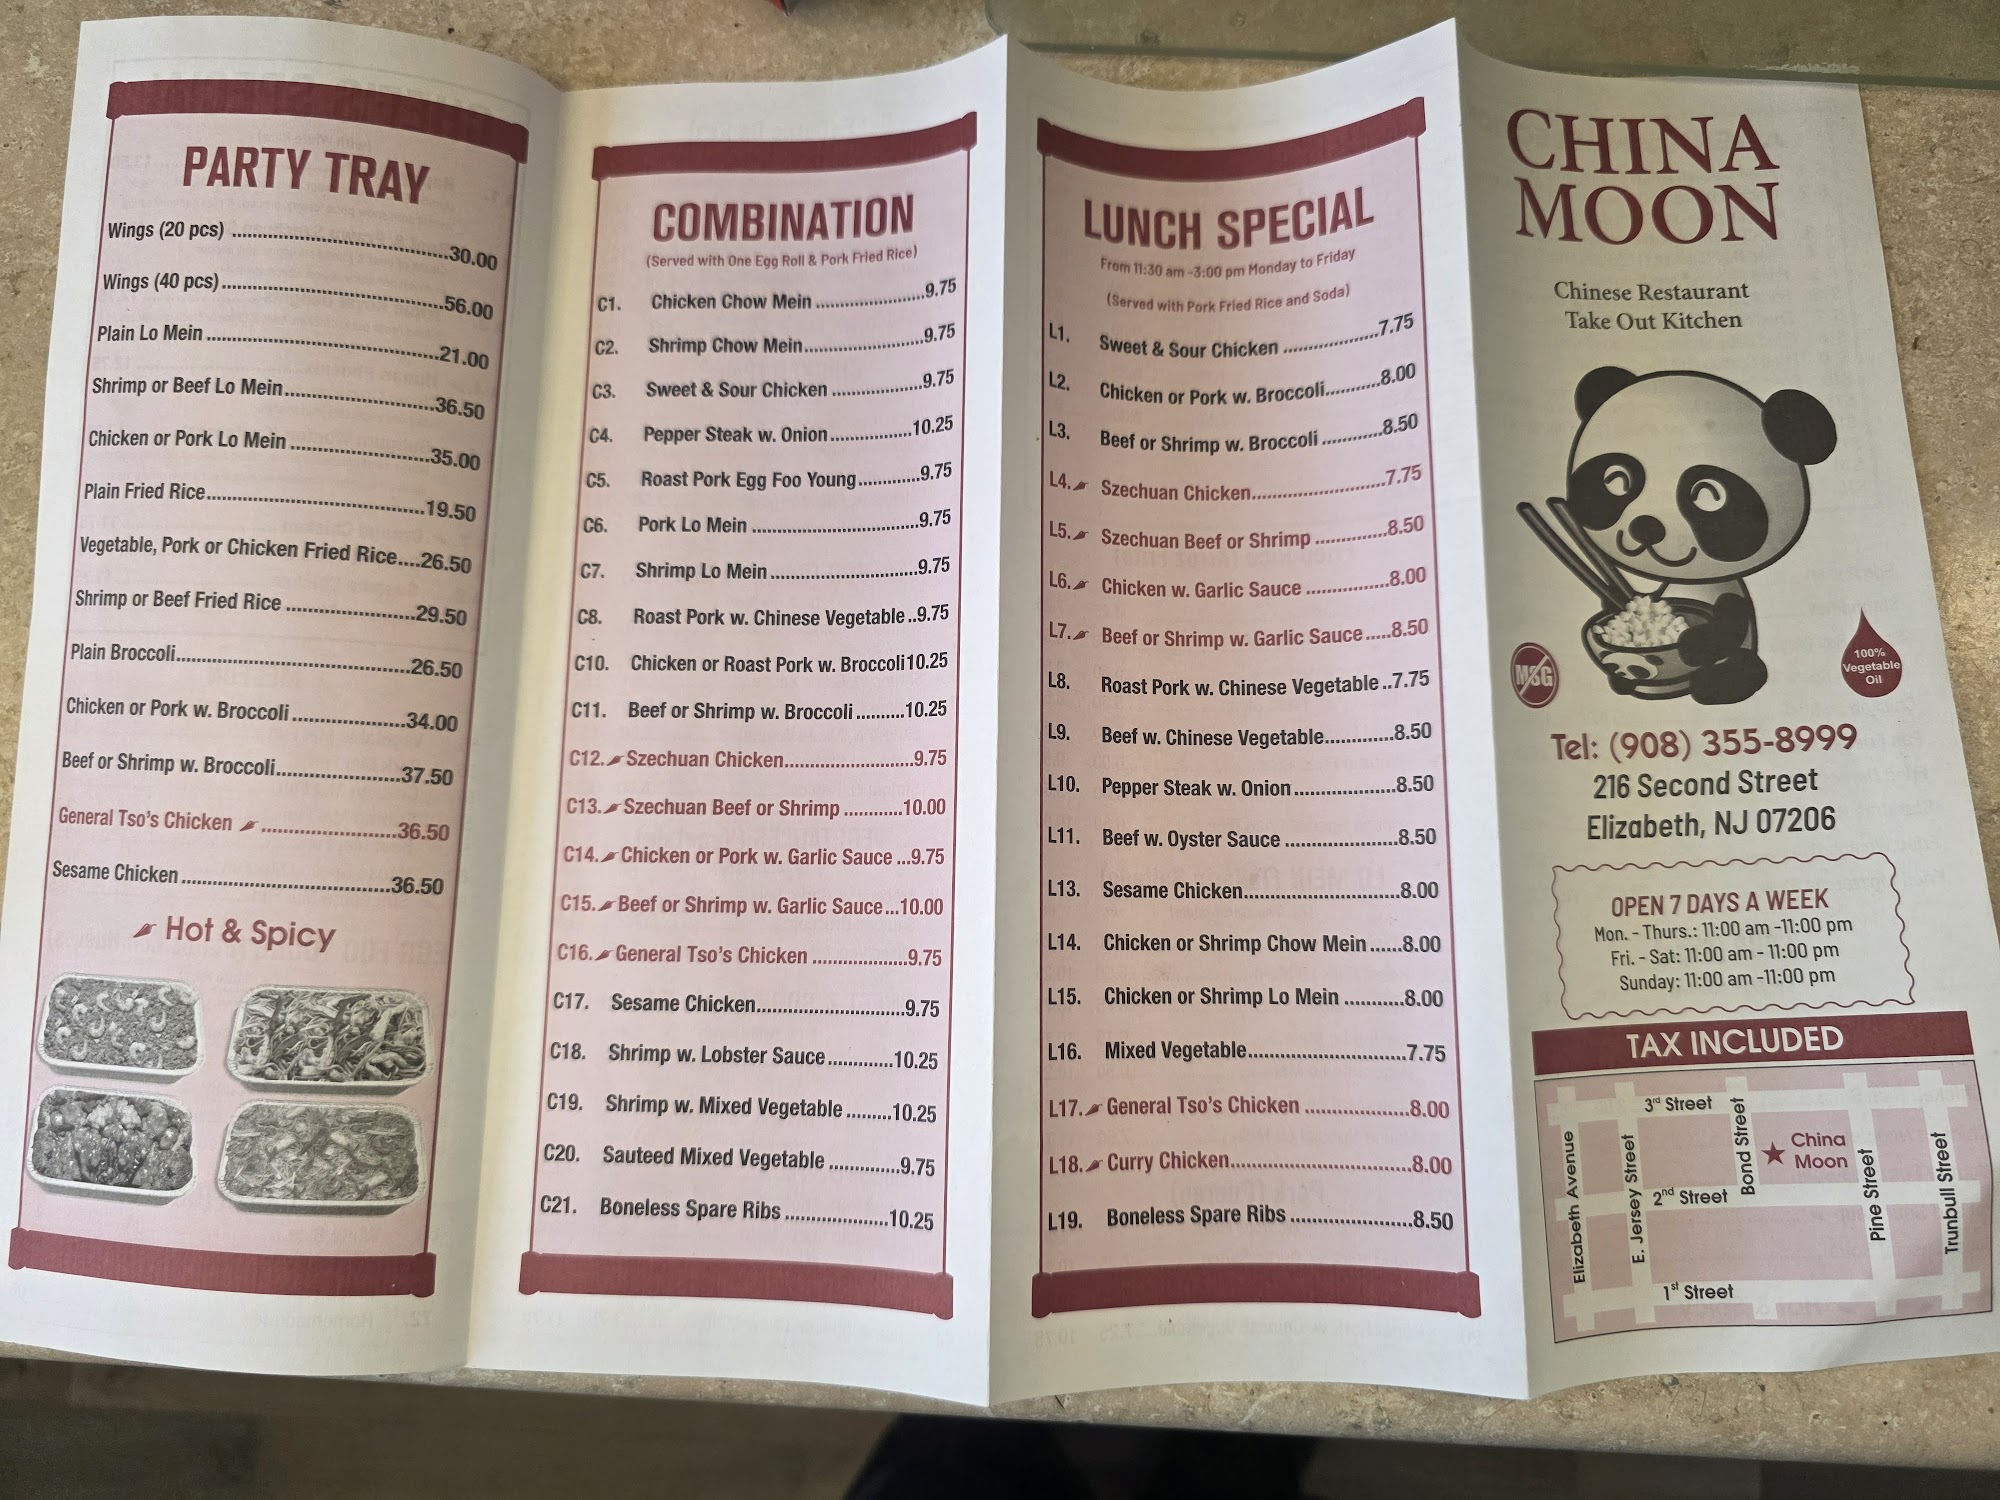 PARTY TRAY
Wings (20 pcs) ........................................30.00
Wings (40 pcs) ........................................56.00
Plain Lo Mein ........................................21.00
Shrimp or Beef Lo Mein..........................36.50
Chicken or Pork Lo Mein ........................35.00
Plain Fried Rice......................................19.50
Vegetable, Pork or Chicken Fried Rice....26.50
Shrimp or Beef Fried Rice ......................29.50
Plain Broccoli.........................................26.50
Chicken or Pork w. Broccoli ...................34.00
Beef or Shrimp w. Broccoli.....................37.50
General Tso's Chicken ..........................36.50
Sesame Chicken ...................................36.50
Hot & Spicy
COMBINATION
(Served with One Egg Roll & Pork Fried Rice)
C1. Chicken Chow Mein ....................9.75
C2. Shrimp Chow Mein......................9.75
C3. Sweet & Sour Chicken .................9.75
C4. Pepper Steak w. Onion...............10.25
C5. Roast Pork Egg Foo Young............9.75
C6. Pork Lo Mein ..............................9.75
C7. Shrimp Lo Mein ...........................9.75
C8. Roast Pork w. Chinese Vegetable ..9.75
C10. Chicken or Roast Pork w. Broccoli10.25
C11. Beef or Shrimp w. Broccoli ..........10.25
C12. Szechuan Chicken.......................9.75
C13. Szechuan Beef or Shrimp ............10.00
C14. Chicken or Pork w. Garlic Sauce ...9.75
C15. Beef or Shrimp w. Garlic Sauce...10.00
C16. General Tso's Chicken .................9.75
C17. Sesame Chicken..........................9.75
C18. Shrimp w. Lobster Sauce............10.25
C19. Shrimp w. Mixed Vegetable .........10.25
C20. Sauteed Mixed Vegetable .............9.75
C21. Boneless Spare Ribs ...................10.25
LUNCH SPECIAL
From 11:30 am -3:00 pm Monday to Friday
(Served with Pork Fried Rice and Soda)
L1. Sweet & Sour Chicken .................7.75
L2. Chicken or Pork w. Broccoli..........8.00
L3. Beef or Shrimp w. Broccoli ...........8.50
L4. Szechuan Chicken.......................7.75
L5. Szechuan Beef or Shrimp .............8.50
L6. Chicken w. Garlic Sauce ..............8.00
L7. Beef or Shrimp w. Garlic Sauce .....8.50
L8. Roast Pork w. Chinese Vegetable ..7.75
L9. Beef w. Chinese Vegetable............8.50
L10. Pepper Steak w. Onion.................8.50
L11. Beef w. Oyster Sauce ..................8.50
L13. Sesame Chicken..........................8.00
L14. Chicken or Shrimp Chow Mein ......8.00
L15. Chicken or Shrimp Lo Mein ..........8.00
L16. Mixed Vegetable..........................7.75
L17. General Tso's Chicken .................8.00
L18. Curry Chicken.............................8.00
L19. Boneless Spare Ribs ...................8.50
CHINA
MOON
Chinese Restaurant
Take Out Kitchen
MSG
100%
Vegetable
Oil
Tel: (908) 355-8999
216 Second Street
Elizabeth, NJ 07206
OPEN 7 DAYS A WEEK
Mon. - Thurs.: 11:00 am -11:00 pm
Fri. - Sat: 11:00 am - 11:00 pm
Sunday: 11:00 am -11:00 pm
TAX INCLUDED
3rd Street
2nd Street
1st Street
Elizabeth Avenue
E. Jersey Street
Bond Street
China
Moon
Pine Street
Trunbull Street